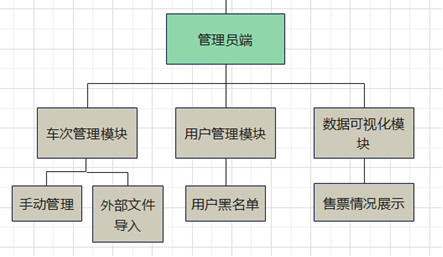 管理员端
车次管理模块
用户管理模块
数据可视化模
块
手动管理
外部文件
导入
用户黑名单
售票情况展示